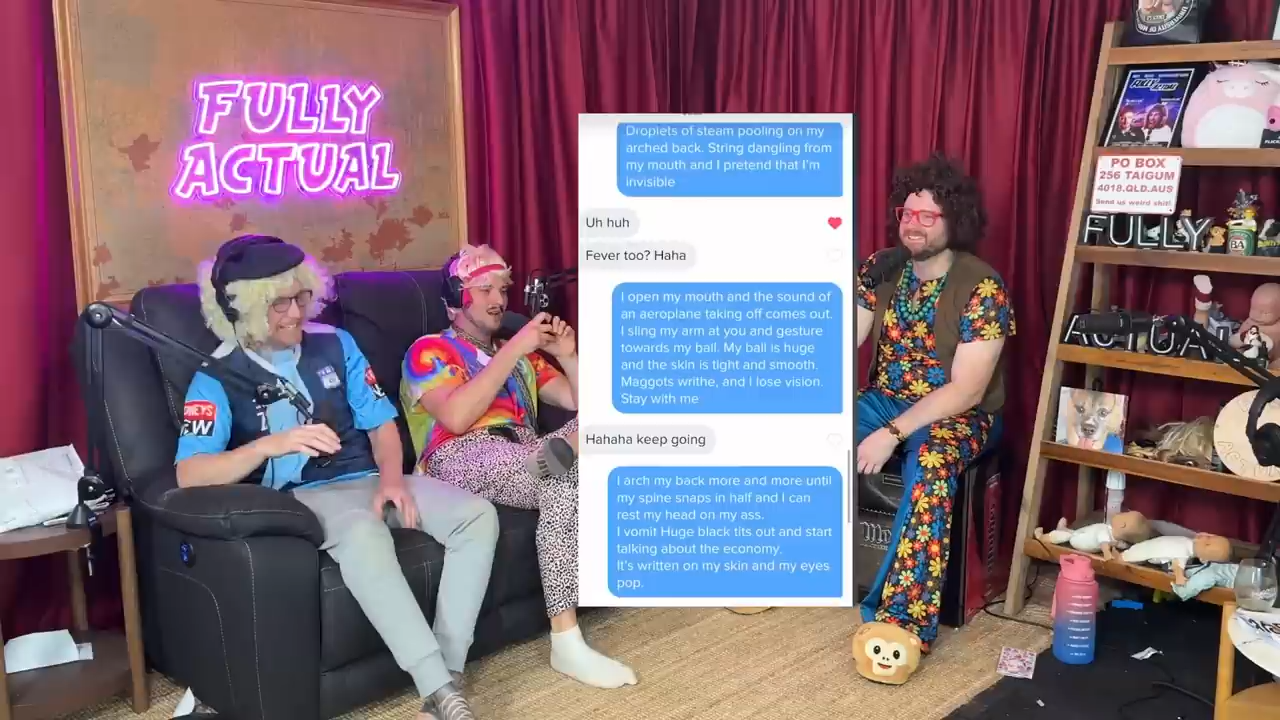 FULLY
ACTUAL
Droplets of steam pooling on my
arched back. String dangling from
my mouth and I pretend that I'm
invisible
Uh huh
Fever too? Haha
I open my mouth and the sound of
an aeroplane taking off comes out.
I sling my arm at you and gesture
towards my ball. My ball is huge
and the skin is tight and smooth.
Maggots writhe, and I lose vision.
Stay with me
Hahaha keep going
I arch my back more and more until
my spine snaps in half and I can
rest my head on my ass.
I vomit Huge black tits out and start
talking about the economy.
It's written on my skin and my eyes
pop.
PO BOX
256 TAIGUM
4018.QLD.AUS
Send us weird shit!
FULLY
ACTUAL